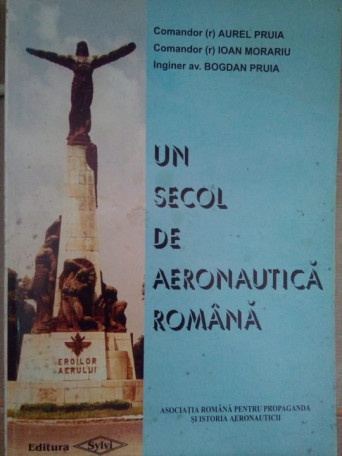 Comandor (r) AUREL PRUIA
Comandor (r) IOAN MORARIU
Inginer av. BOGDAN PRUIA
UN
SECOL
DE
AERONAUTICĂ
ROMÂNĂ
EROILOR
AERULUI
ASOCIAȚIA ROMÂNĂ PENTRU PROPAGANDA
ȘI ISTORIA AERONAUTICII
Editura Sylvi